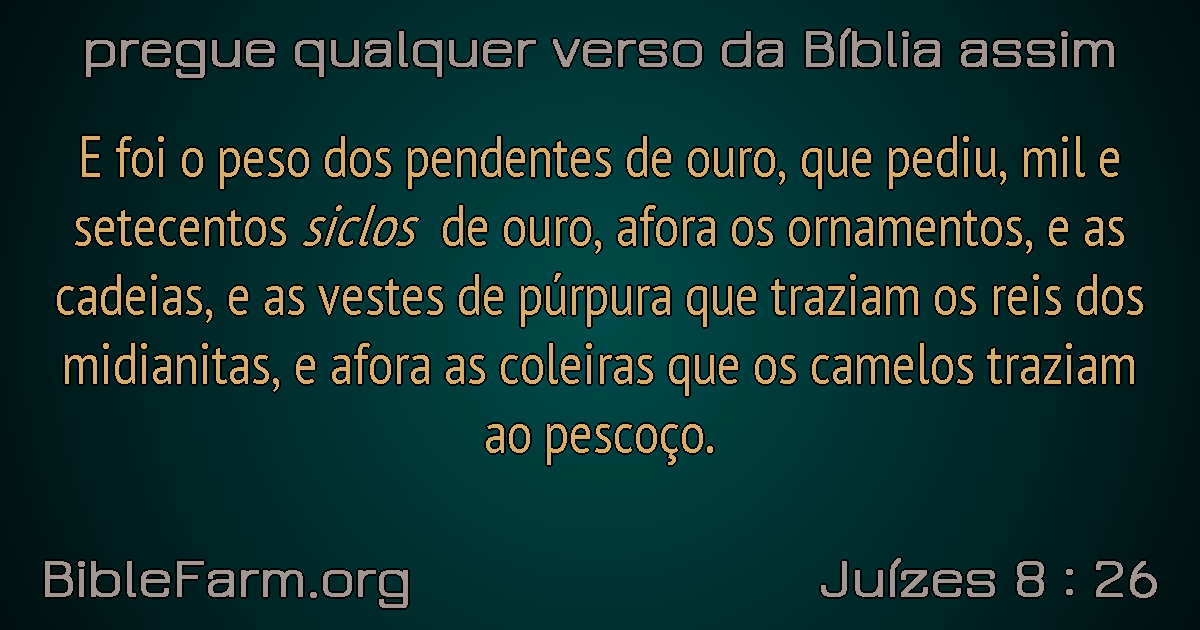 pregue qualquer verso da Bíblia assim
E foi o peso dos pendentes de ouro, que pediu, mil e
setecentos siclos de ouro, afora os ornamentos, e as
cadeias, e as vestes de púrpura que traziam os reis dos
midianitas, e afora as coleiras que os camelos traziam
ao pescoço.
BibleFarm.org
Juízes 8 : 26